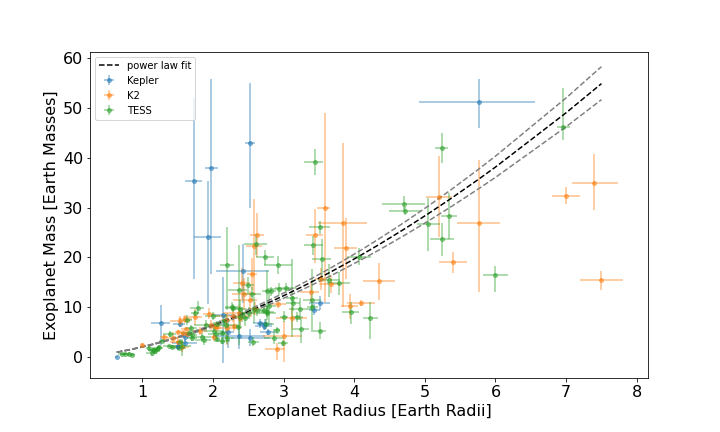 60
50
40
30
20
10
0
Exoplanet Mass [Earth Masses]
power law fit
Kepler
K2
TESS
1 2 3 4 5 6 7 8
Exoplanet Radius [Earth Radii]